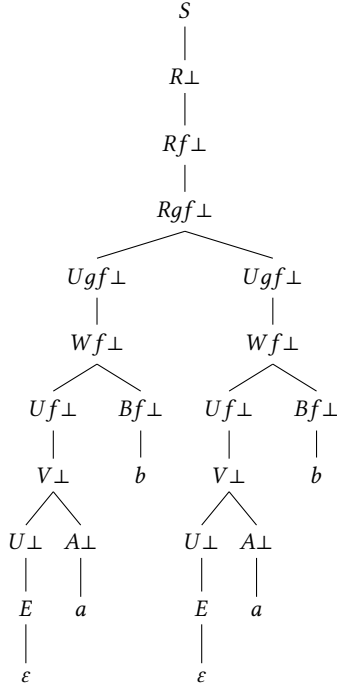 S
R⊥
Rf⊥
Rgf⊥
Ugf⊥ Ugf⊥
Wf⊥ Wf⊥
Uf⊥ Bf⊥ Uf⊥ Bf⊥
V⊥ b V⊥ b
U⊥ A⊥ U⊥ A⊥
E a E a
ε ε